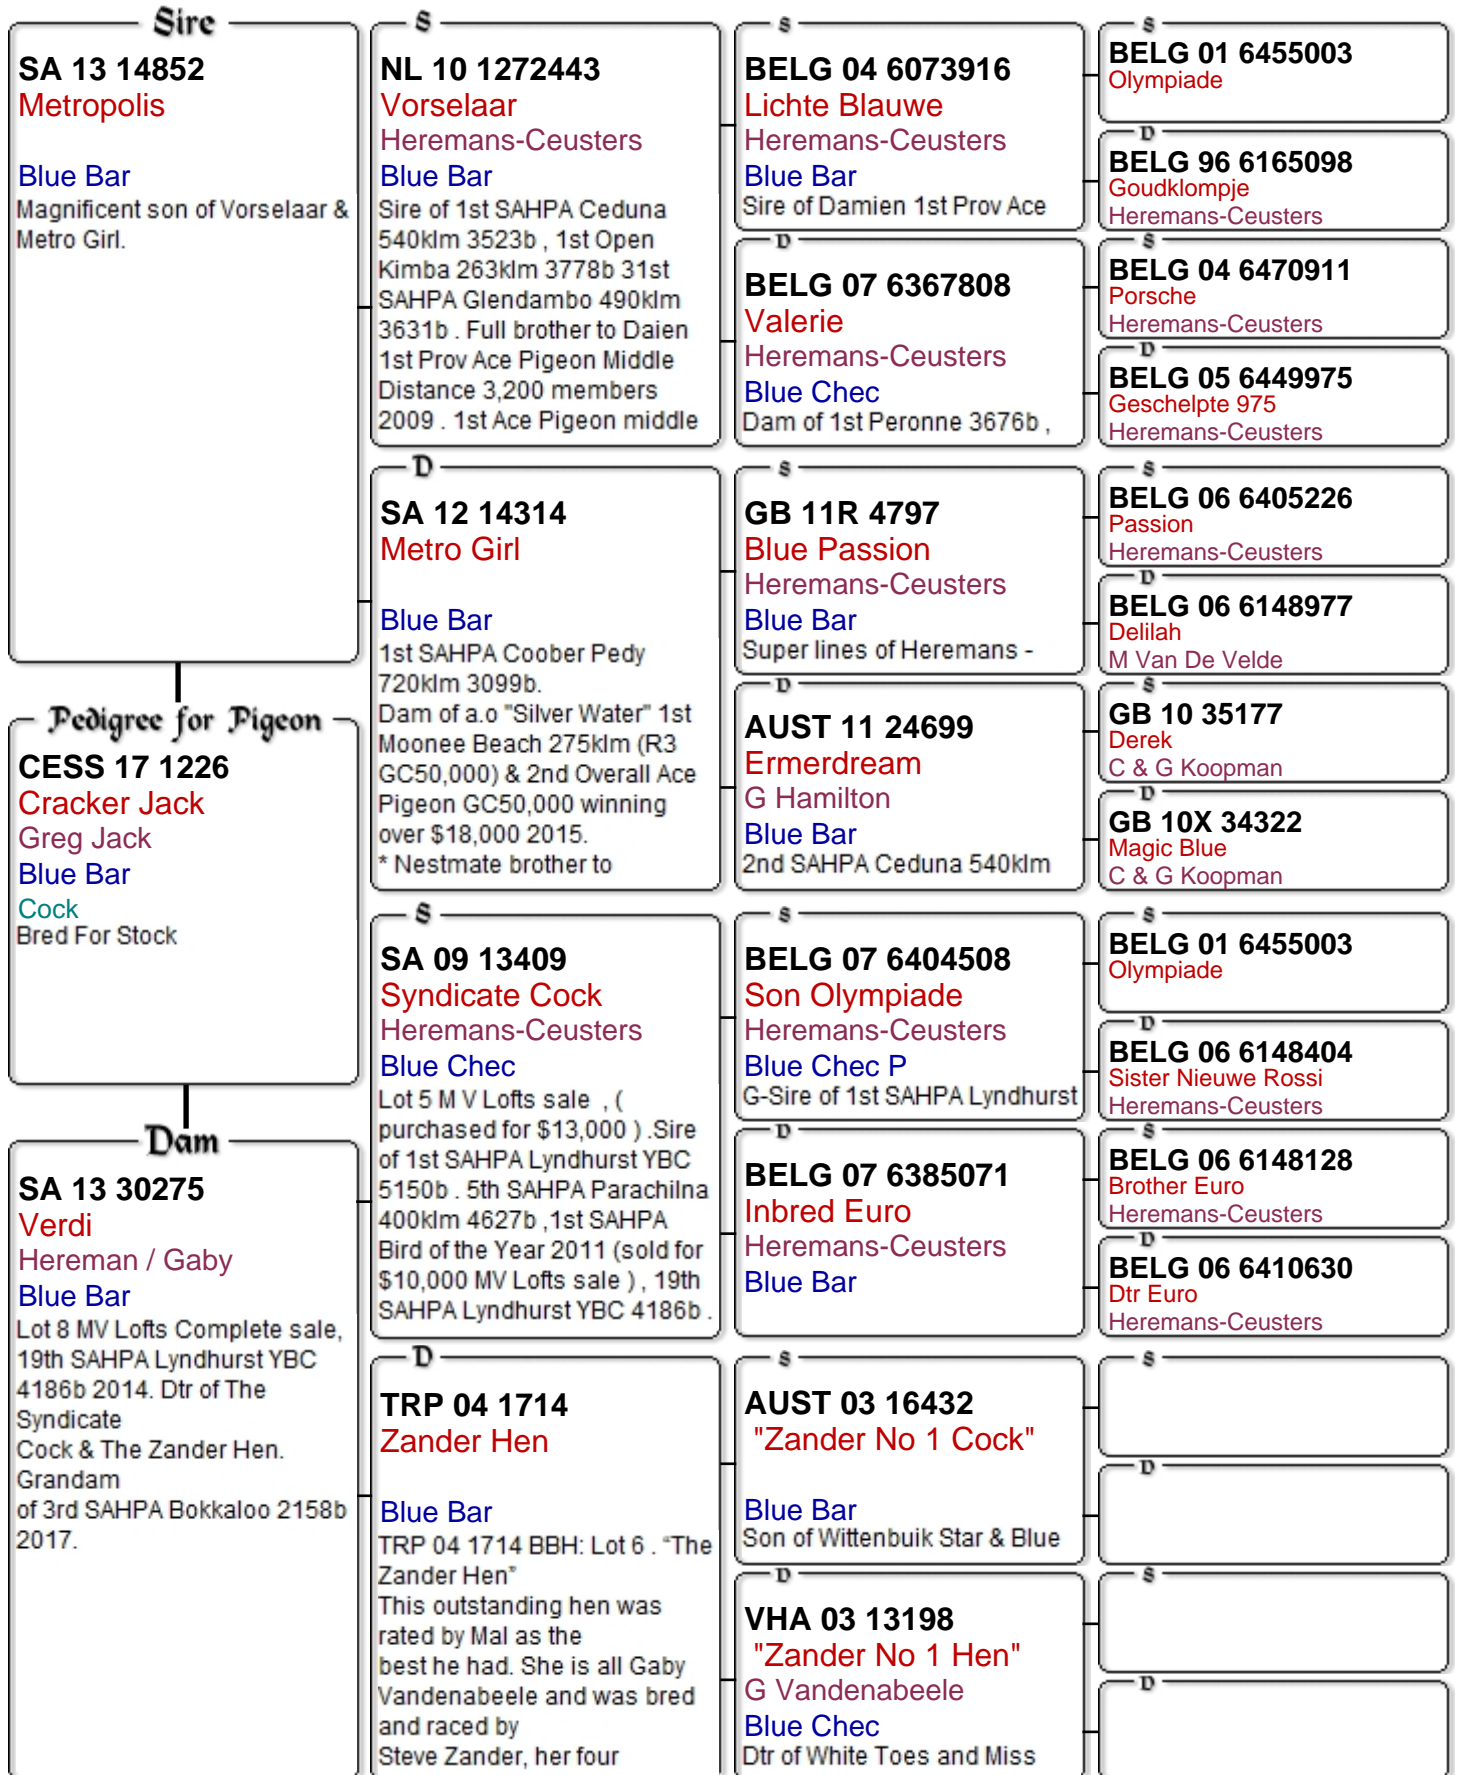 Sire
SA 13 14852
Metropolis
Blue Bar
Magnificent son of Vorselaar &
Metro Girl.
Pedigree for Pigeon
CESS 17 1226
Cracker Jack
Greg Jack
Blue Bar
Cock
Bred For Stock
Dam
SA 13 30275
Verdi
Hereman / Gaby
Blue Bar
Lot 8 MV Lofts Complete sale,
19th SAHPA Lyndhurst YBC
4186b 2014. Dtr of The
Syndicate
Cock & The Zander Hen.
Grandam
of 3rd SAHPA Bokkaloo 2158b
2017.
S
NL 10 1272443
Vorselaar
Heremans-Ceusters
Blue Bar
Sire of 1st SAHPA Ceduna
540klm 3523b , 1st Open
Kimba 263klm 3778b 31st
SAHPA Glendambo 490klm
3631b . Full brother to Daien
1st Prov Ace Pigeon Middle
Distance 3,200 members
2009 . 1st Ace Pigeon middle
D
SA 12 14314
Metro Girl
Blue Bar
1st SAHPA Coober Pedy
720klm 3099b.
Dam of a.o "Silver Water" 1st
Moonee Beach 275klm (R3
GC50,000) & 2nd Overall Ace
Pigeon GC50,000 winning
over $18,000 2015.
* Nestmate brother to
S
SA 09 13409
Syndicate Cock
Heremans-Ceusters
Blue Chec
Lot 5 M V Lofts sale , (
purchased for $13,000 ) .Sire
of 1st SAHPA Lyndhurst YBC
5150b . 5th SAHPA Parachilna
400klm 4627b ,1st SAHPA
Bird of the Year 2011 (sold for
$10,000 MV Lofts sale ) , 19th
SAHPA Lyndhurst YBC 4186b .
D
TRP 04 1714
Zander Hen
Blue Bar
TRP 04 1714 BBH: Lot 6 . “The
Zander Hen”
This outstanding hen was
rated by Mal as the
best he had. She is all Gaby
Vandenabeele and was bred
and raced by
Steve Zander, her four
S
BELG 04 6073916
Lichte Blauwe
Heremans-Ceusters
Blue Bar
Sire of Damien 1st Prov Ace
D
BELG 07 6367808
Valerie
Heremans-Ceusters
Blue Chec
Dam of 1st Peronne 3676b ,
S
GB 11R 4797
Blue Passion
Heremans-Ceusters
Blue Bar
Super lines of Heremans -
D
AUST 11 24699
Ermerdream
G Hamilton
Blue Bar
2nd SAHPA Ceduna 540klm
S
BELG 07 6404508
Son Olympiade
Heremans-Ceusters
Blue Chec P
G-Sire of 1st SAHPA Lyndhurst
D
BELG 07 6385071
Inbred Euro
Heremans-Ceusters
Blue Bar
S
AUST 03 16432
"Zander No 1 Cock"
Blue Bar
Son of Wittenbuik Star & Blue
D
VHA 03 13198
"Zander No 1 Hen"
G Vandenabeele
Blue Chec
Dtr of White Toes and Miss
S
BELG 01 6455003
Olympiade
D
BELG 96 6165098
Goudklompje
Heremans-Ceusters
S
BELG 04 6470911
Porsche
Heremans-Ceusters
D
BELG 05 6449975
Geschelpte 975
Heremans-Ceusters
S
BELG 06 6405226
Passion
Heremans-Ceusters
D
BELG 06 6148977
Delilah
M Van De Velde
S
GB 10 35177
Derek
C & G Koopman
D
GB 10X 34322
Magic Blue
C & G Koopman
S
BELG 01 6455003
Olympiade
D
BELG 06 6148404
Sister Nieuwe Rossi
Heremans-Ceusters
S
BELG 06 6148128
Brother Euro
Heremans-Ceusters
D
BELG 06 6410630
Dtr Euro
Heremans-Ceusters
S
D
S
D